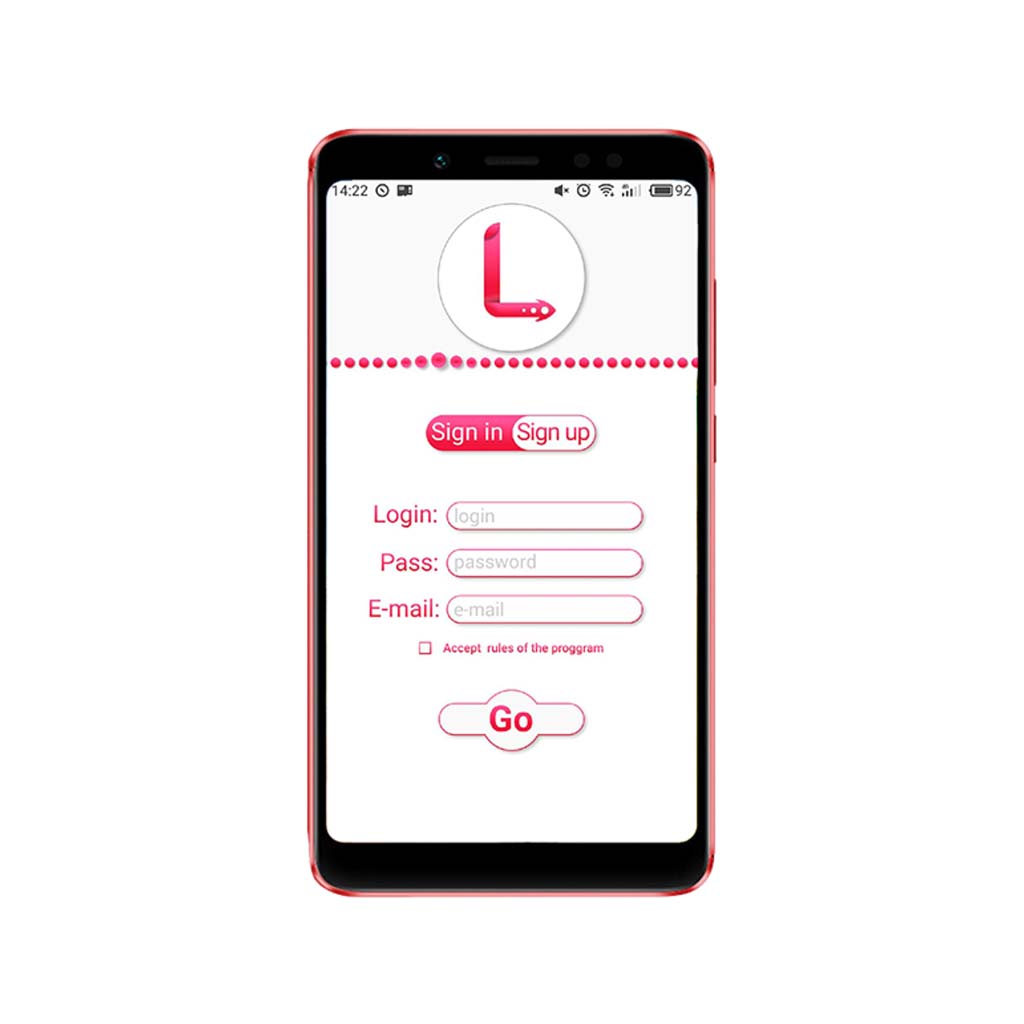 14:22 92
L
Sign in Sign up
Login: login
Pass: password
E-mail: e-mail
Accept rules of the proggram
Go